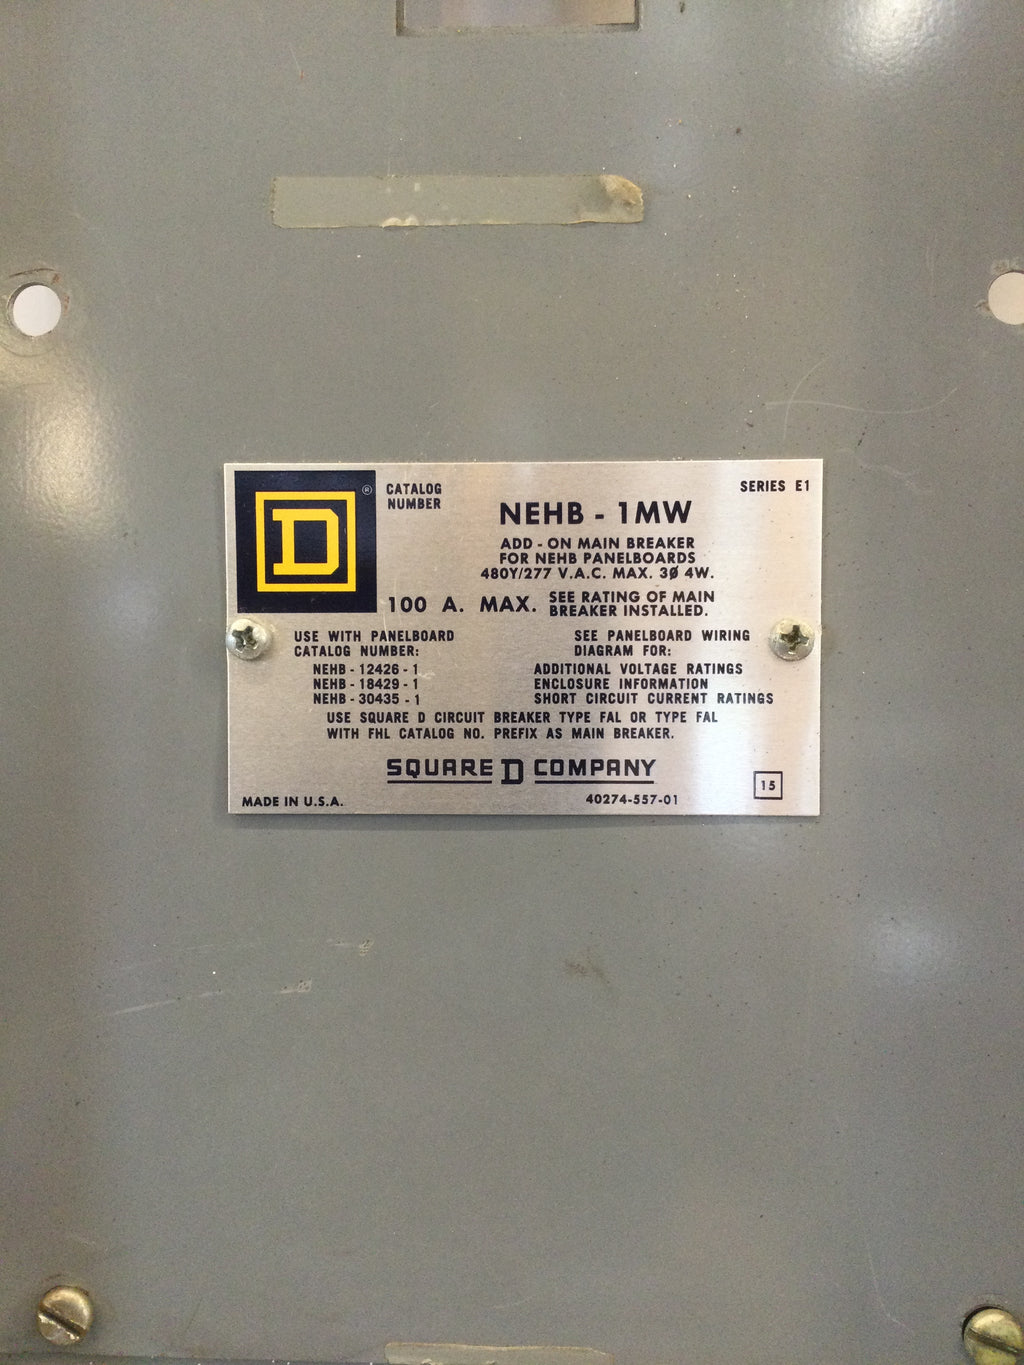 D ®
CATALOG
NUMBER
SERIES E1
NEHB - 1MW
ADD - ON MAIN BREAKER
FOR NEHB PANELBOARDS
480Y/277 V.A.C. MAX. 3Ø 4W.
100 A. MAX. SEE RATING OF MAIN
BREAKER INSTALLED.
USE WITH PANELBOARD
CATALOG NUMBER:
NEHB - 12426 - 1
NEHB - 18429 - 1
NEHB - 30435 - 1
SEE PANELBOARD WIRING
DIAGRAM FOR:
ADDITIONAL VOLTAGE RATINGS
ENCLOSURE INFORMATION
SHORT CIRCUIT CURRENT RATINGS
USE SQUARE D CIRCUIT BREAKER TYPE FAL OR TYPE FAL
WITH FHL CATALOG NO. PREFIX AS MAIN BREAKER.
SQUARE D COMPANY
MADE IN U.S.A.
40274-557-01
15